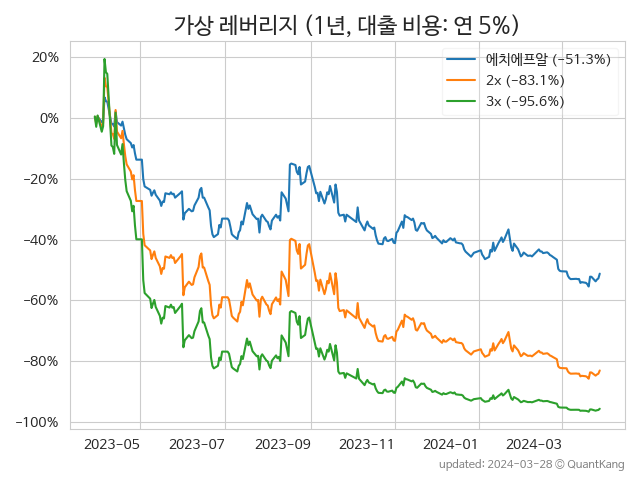 가상 레버리지 (1년, 대출 비용: 연 5%)
에치에프알 (−51.3%)
2x (−83.1%)
3x (−95.6%)
20%
0%
−20%
−40%
−60%
−80%
−100%
2023−05
2023−07
2023−09
2023−11
2024−01
2024−03
updated: 2024-03-28 © QuantKang